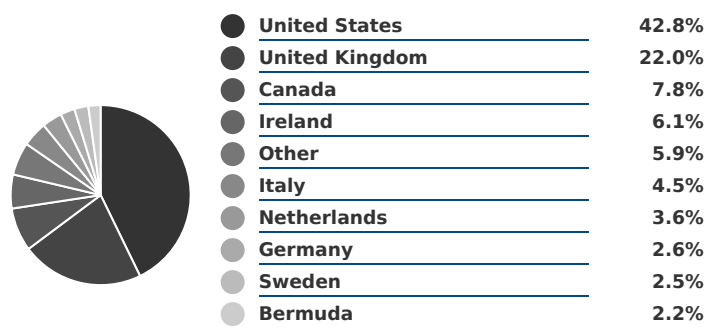 United States 42.8%
United Kingdom 22.0%
Canada 7.8%
Ireland 6.1%
Other 5.9%
Italy 4.5%
Netherlands 3.6%
Germany 2.6%
Sweden 2.5%
Bermuda 2.2%